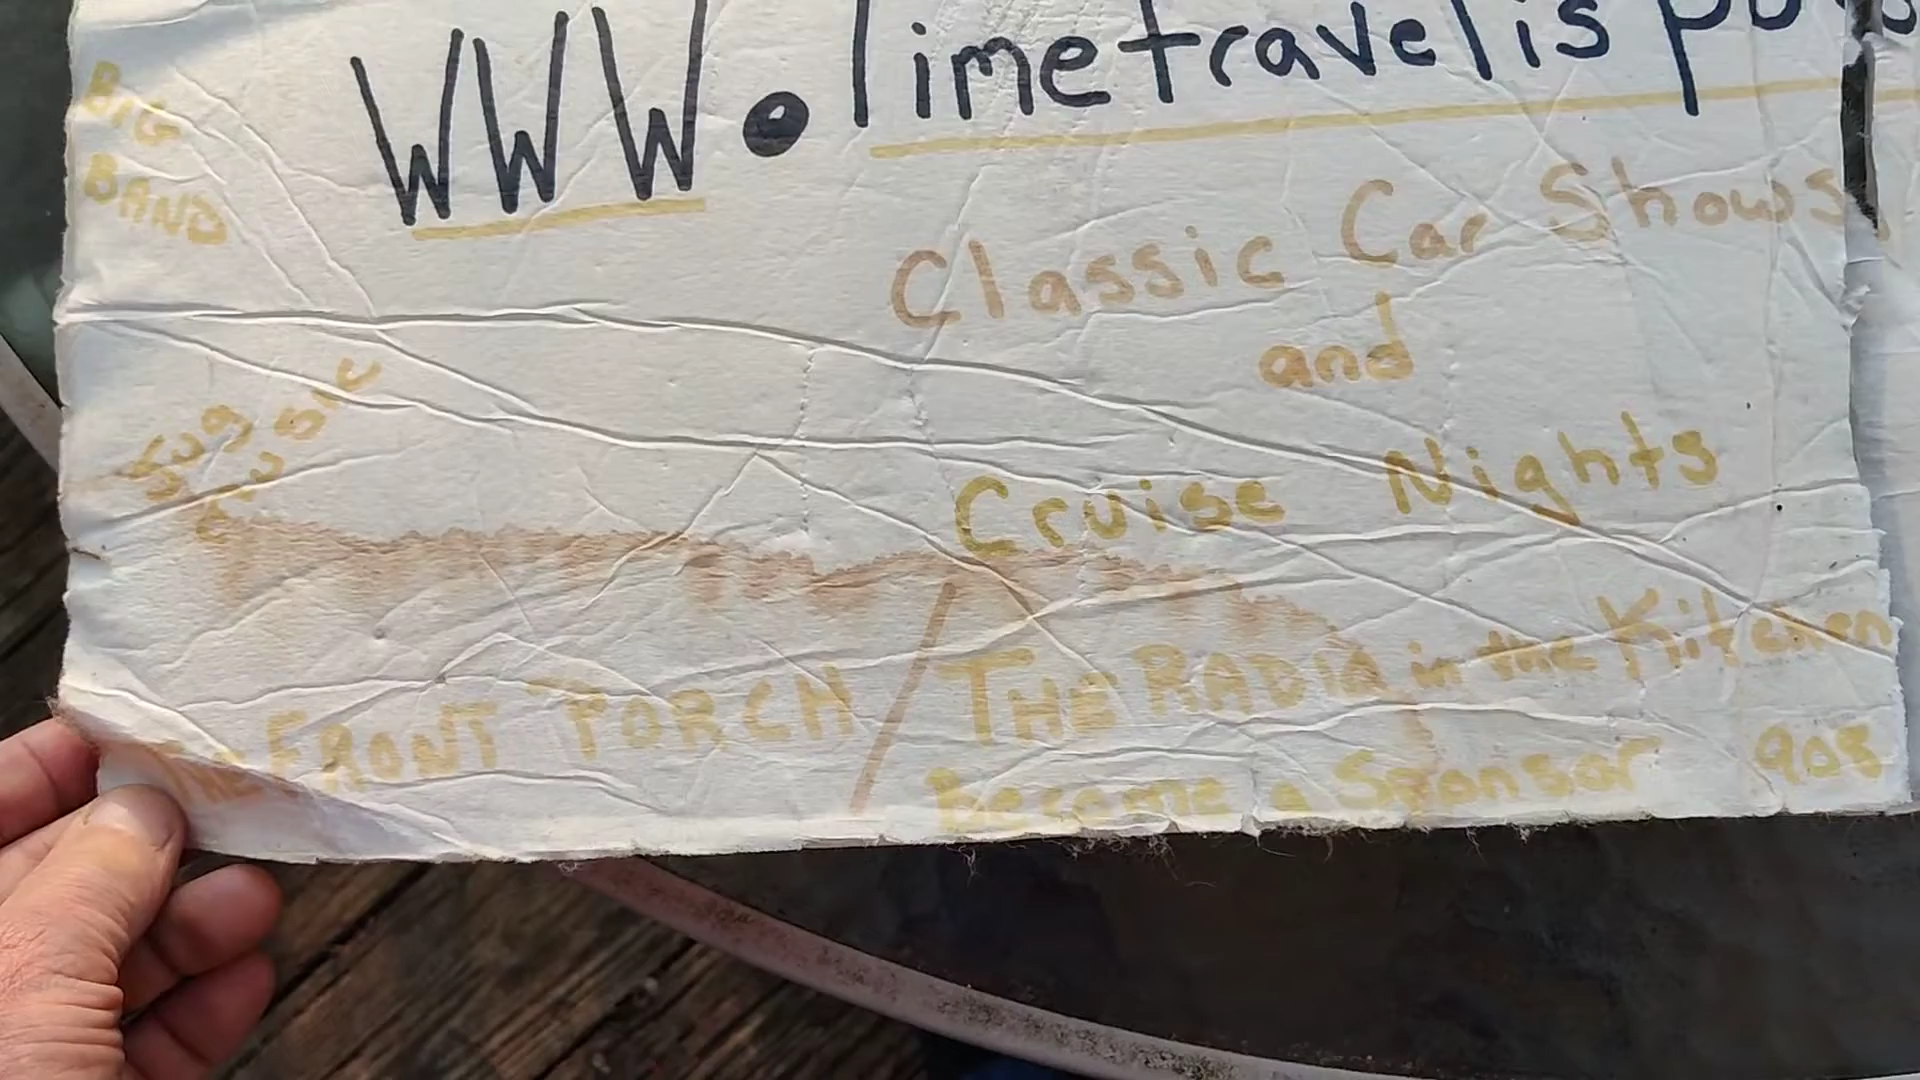 www.timetravelis
BIG
BAND
Classic Car Shows,
and
Cruise Nights
THE FRONT PORCH / THE RADIO in the Kitchen
Become a Sponsor 908